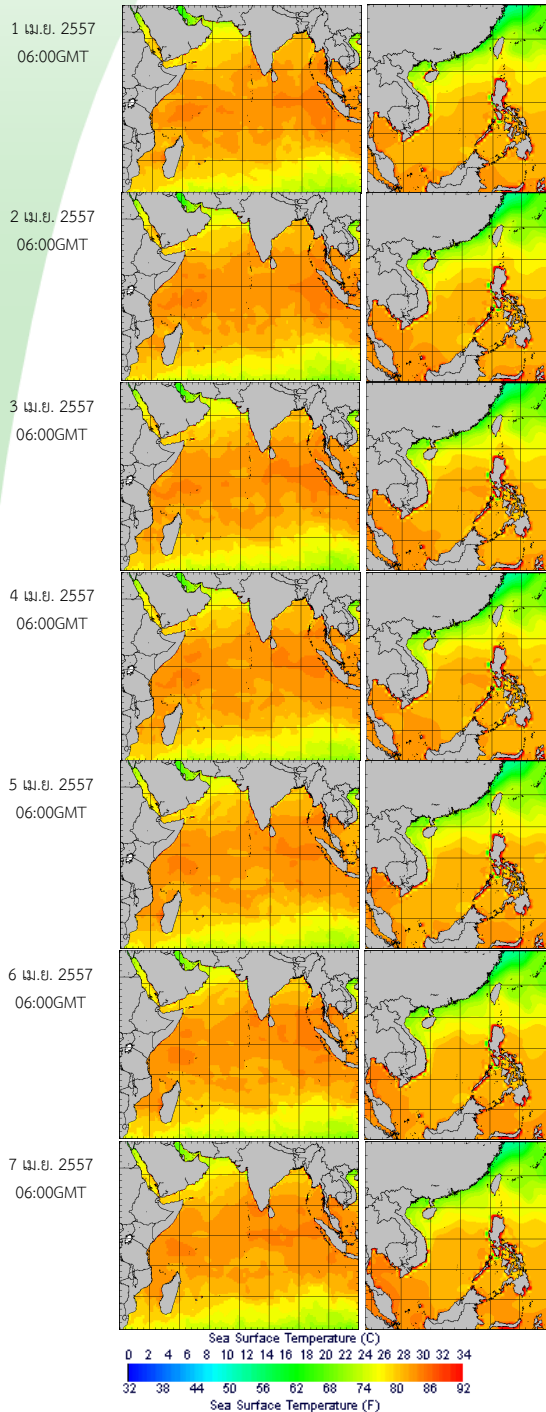 1 เม.ย. 2557
06:00GMT
2 เม.ย. 2557
06:00GMT
3 เม.ย. 2557
06:00GMT
4 เม.ย. 2557
06:00GMT
5 เม.ย. 2557
06:00GMT
6 เม.ย. 2557
06:00GMT
7 เม.ย. 2557
06:00GMT
Sea Surface Temperature (C)
0 2 4 6 8 10 12 14 16 18 20 22 24 26 28 30 32 34
32 38 44 50 56 62 68 74 80 86 92
Sea Surface Temperature (F)